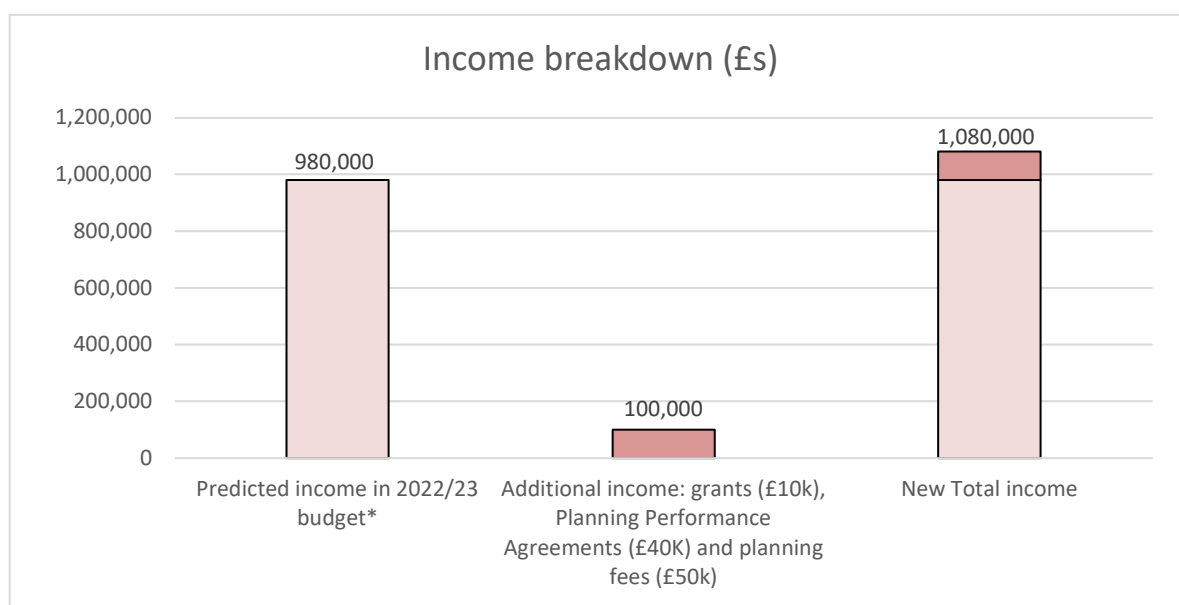 Income breakdown (£s)
1,200,000
1,000,000
800,000
600,000
400,000
200,000
0
980,000
100,000
1,080,000
Predicted income in 2022/23
budget*
Additional income: grants (£10k),
Planning Performance
Agreements (£40K) and planning
fees (£50k)
New Total income